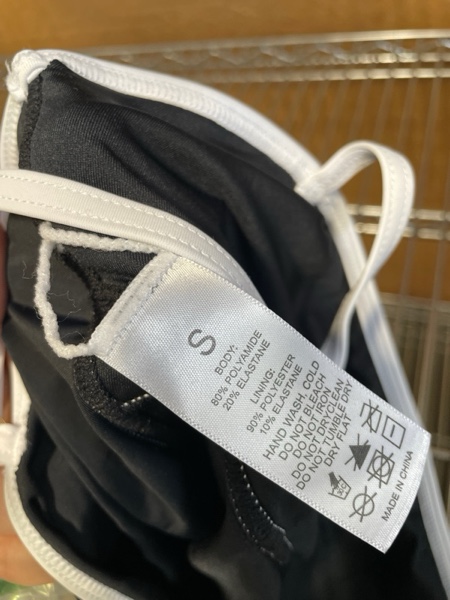 S
BODY:
80% POLYAMIDE
20% ELASTANE
LINING:
90% POLYESTER
10% ELASTANE
HAND WASH, COLD
DO NOT BLEACH
DO NOT IRON
DO NOT DRYCLEAN
DO NOT TUMBLE DRY
DRY FLAT
MADE IN CHINA